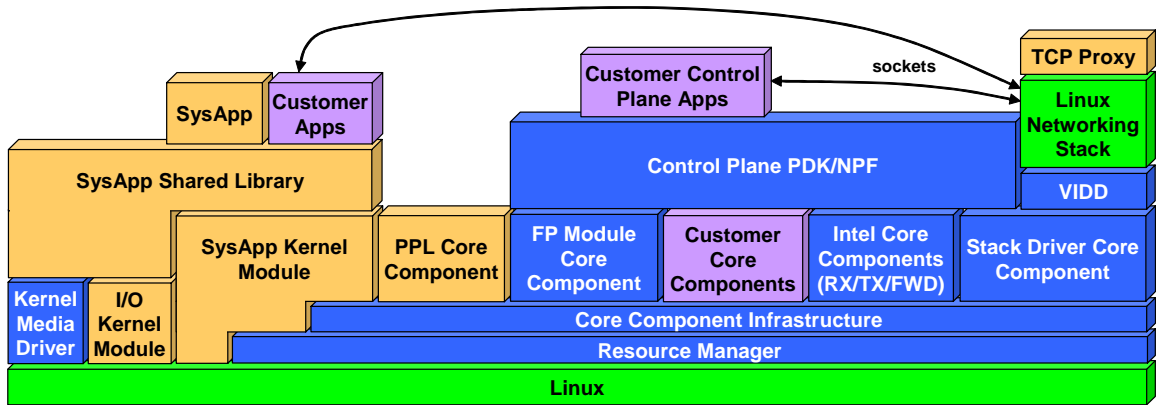 TCP Proxy
sockets
Customer Control
Plane Apps
SysApp
Customer
Apps
Linux
Networking
Stack
SysApp Shared Library
Control Plane PDK/NPF
VIDD
SysApp Kernel
Module
PPL Core
Component
FP Module
Core
Component
Customer
Core
Components
Intel Core
Components
(RX/TX/FWD)
Stack Driver Core
Component
Kernel
Media
Driver
I/O
Kernel
Module
Core Component Infrastructure
Resource Manager
Linux